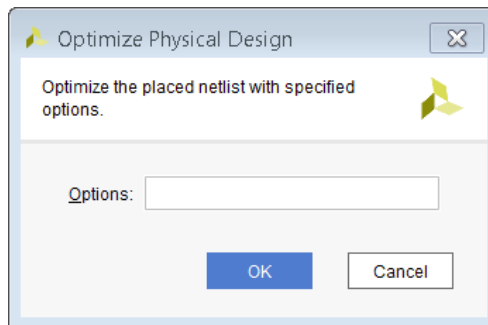 Optimize Physical Design
Optimize the placed netlist with specified
options.
Options:
OK
Cancel